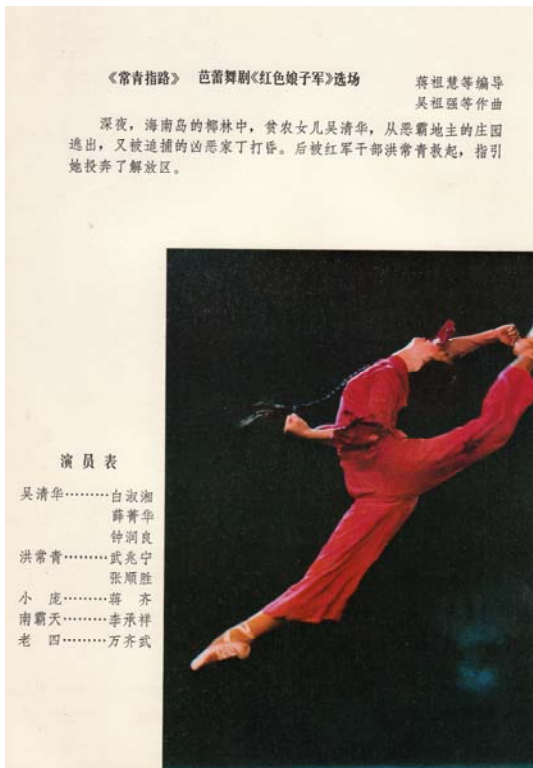 《常青指路》 芭蕾舞剧《红色娘子军》选场
蒋祖慧等编导
吴祖强等作曲
深夜，海南岛的椰林中，贫农女儿吴清华，从恶霸地主的庄园
逃出，又被追捕的凶恶家丁打昏。后被红军干部洪常青救起，指引
她投奔了解放区。
演员表
吴清华………白淑湘
薛菁华
钟润良
洪常青………武兆宁
张顺胜
小 庞………蒋 齐
南霸天………李承祥
老 四………万齐武